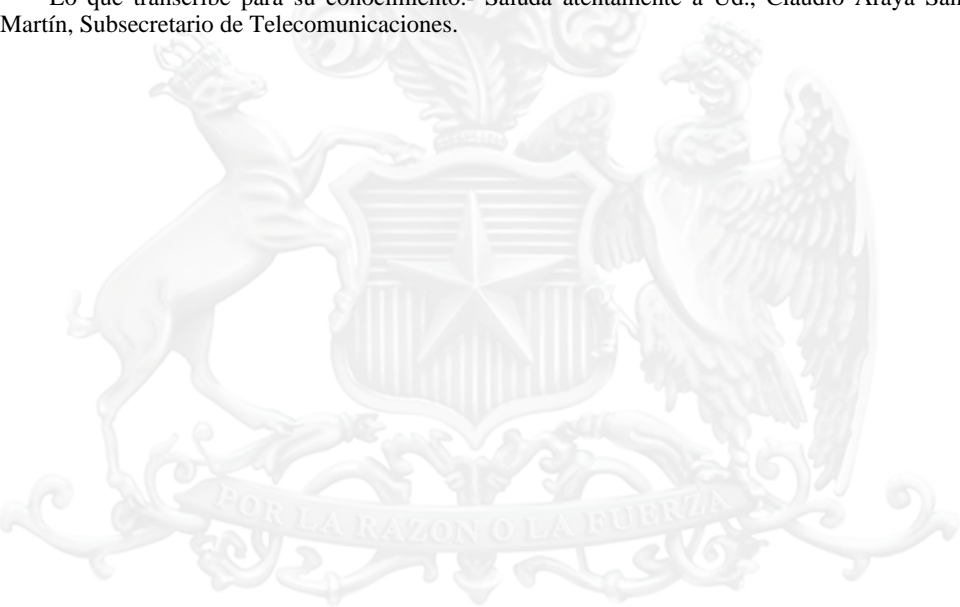 Lo que transcribe para su conocimiento.- Saluda atentamente a Ud., Claudio Araya San
Martín, Subsecretario de Telecomunicaciones.
POR LA RAZON O LA FUERZA